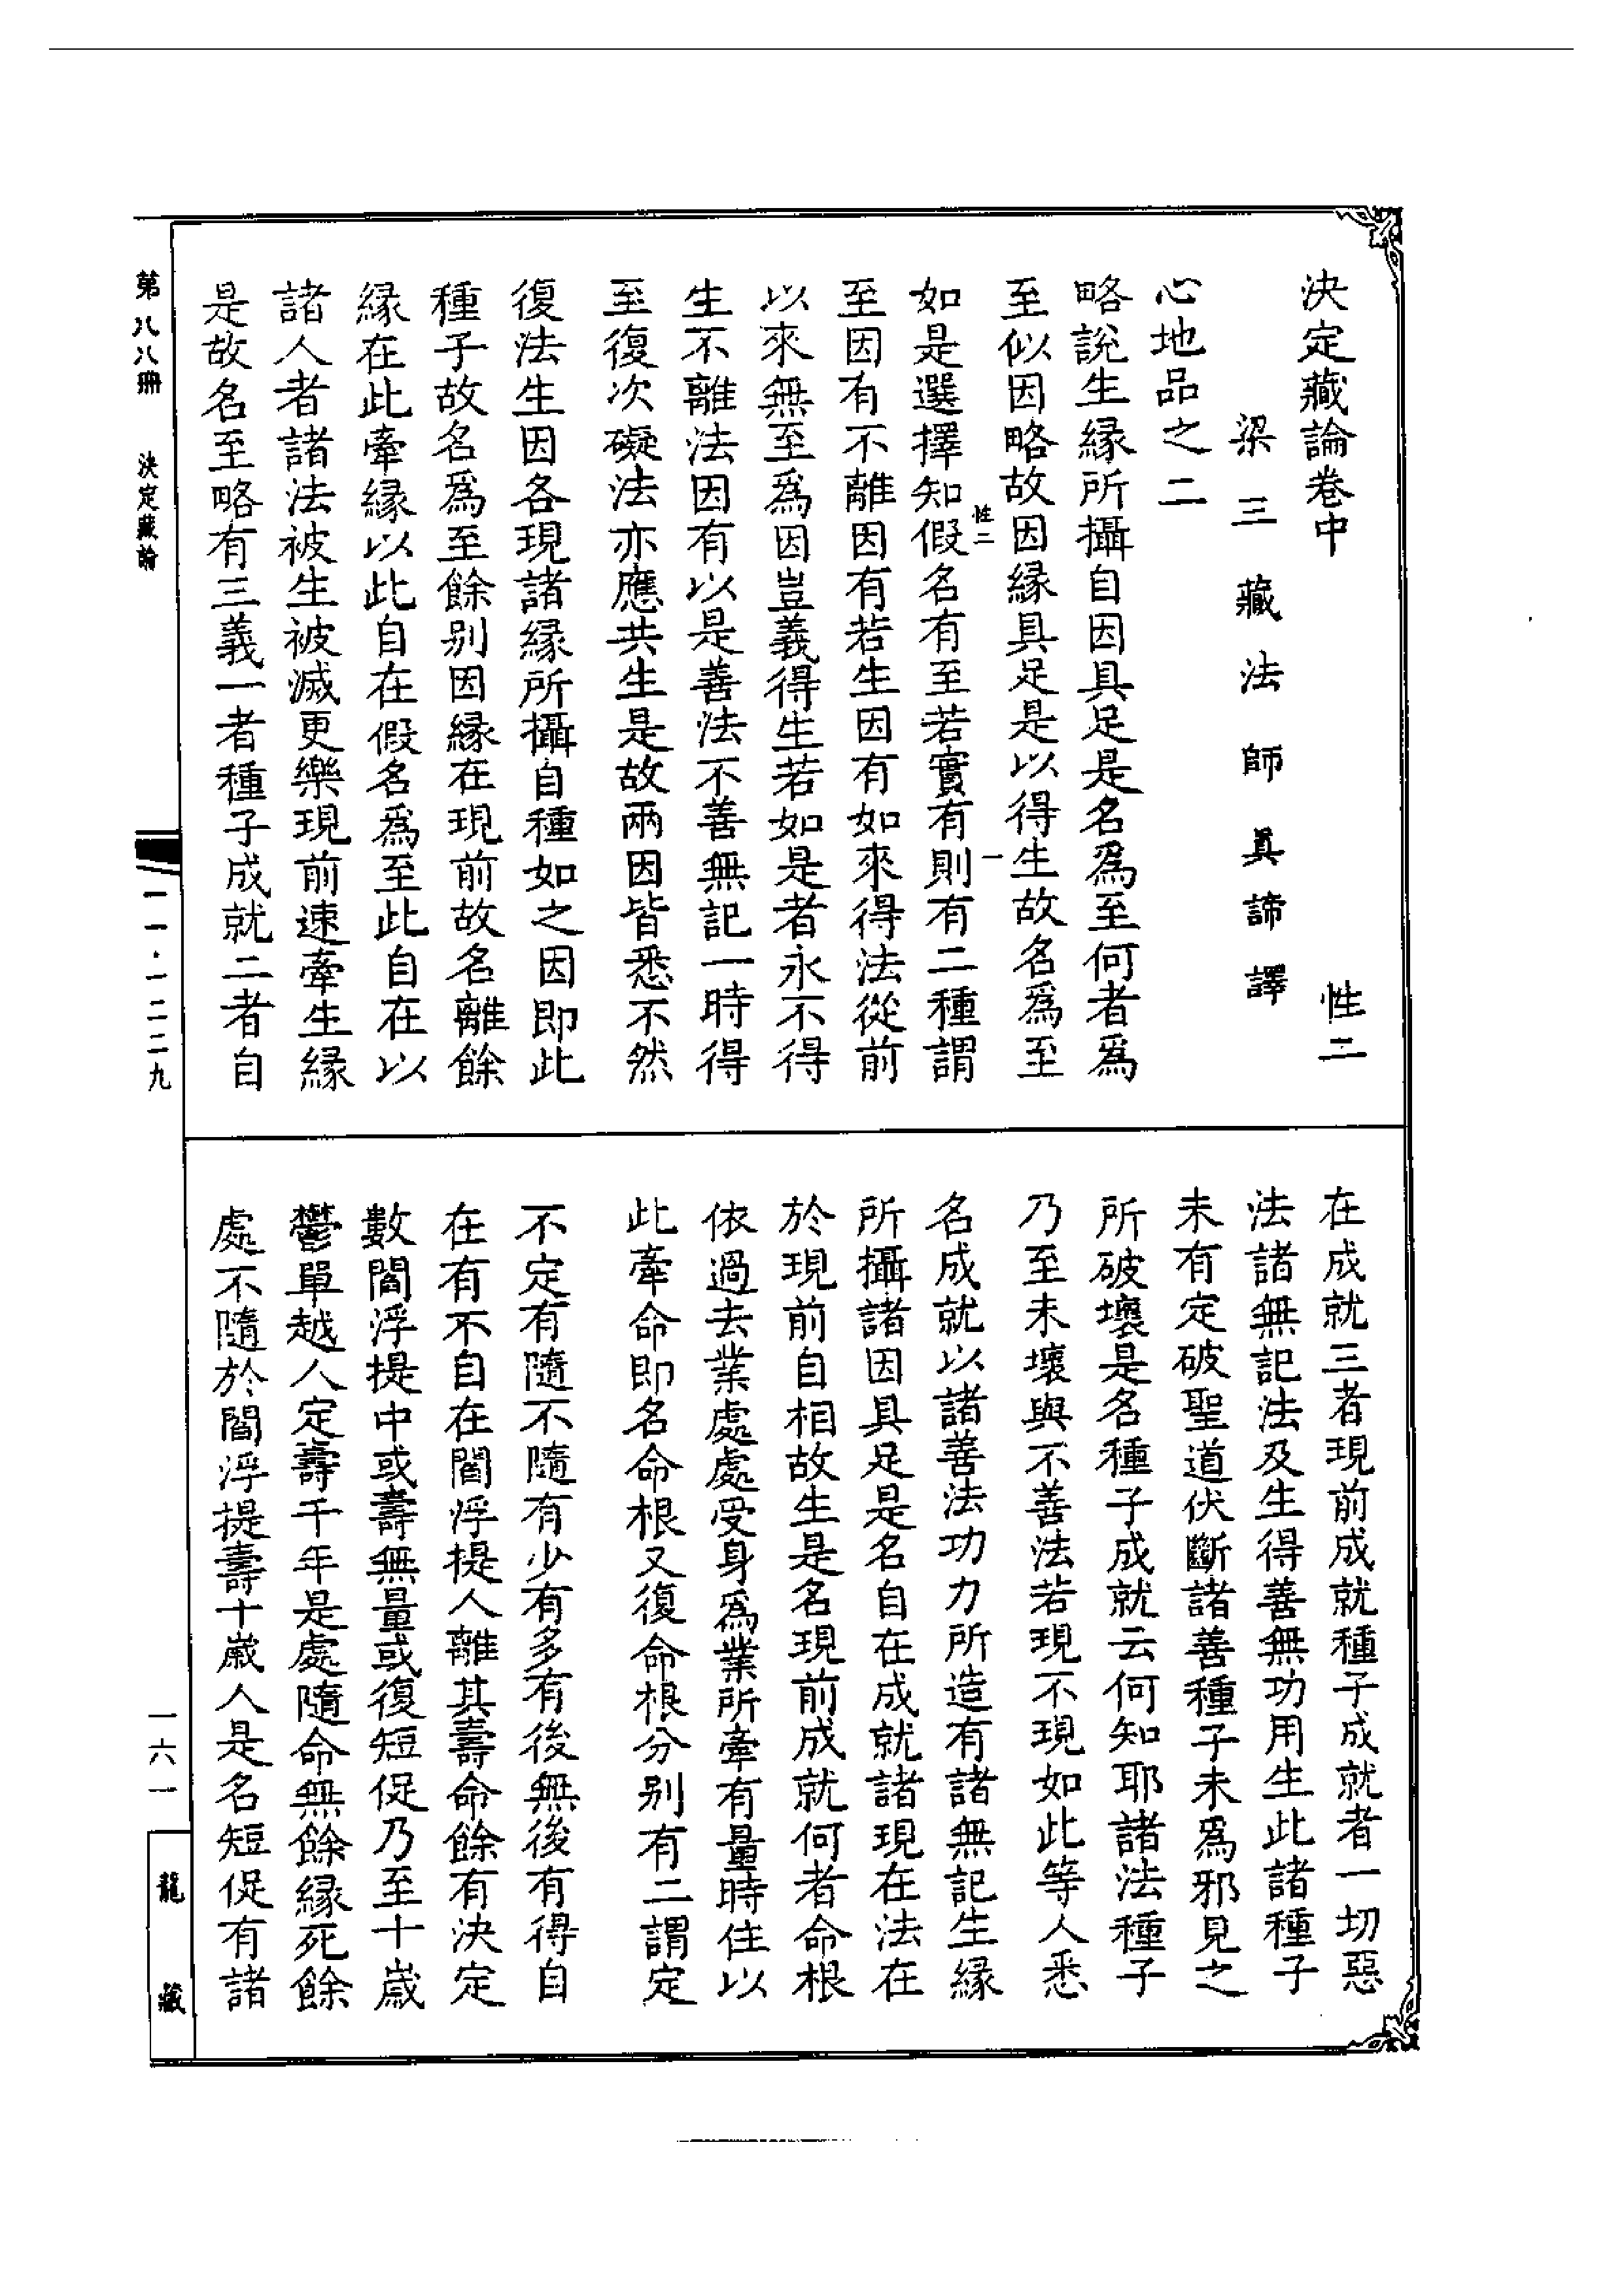 決定藏論卷中　性二
梁三藏法師眞諦譯
心地品之二
略說生緣所攝自因具足是名爲至何者爲
至似因略故因緣具足是以得生故名爲至
性二　一
如是選擇知假名有至若實有則有二種謂
至因有不離因有若生因有如來得法從前
以來無至爲因豈義得生若如是者永不得
生不離法因有以是善法不善無記一時得
至復次礙法亦應共生是故兩因皆悉不然
復法生因各現諸緣所攝自種如之因即此
種子故名爲至餘别因緣在現前故名離餘
緣在此牽緣以此自在假名爲至此自在以
諸人者諸法被生被滅更樂現前速牽生緣
是故名至略有三義一者種子成就二者自
在成就三者現前成就種子成就者一切惡
法諸無記法及生得善無功用生此諸種子
未有定破聖道伏斷諸善種子未爲邪見之
所破壞是名種子成就云何知耶諸法種子
乃至未壞與不善法若現不現如此等人悉
名成就以諸善法功力所造有諸無記生緣
所攝諸因具足是名自在成就諸現在法在
於現前自相故生是名現前成就何者命根
依過去業處處受身爲業所牽有量時住以
此牽命即名命根又復命根分别有二謂定
不定有隨不隨有少有多有後無後有得自
在有不自在閻浮提人離其壽命餘有決定
數閻浮提中或壽無量或復短促乃至十歲
鬱單越人定壽千年是處隨命無餘緣死餘
處不隨於閻浮提壽十歲人是名短促有諸
第八八冊　決定藏論
一一·一二二九
一六一
龍藏